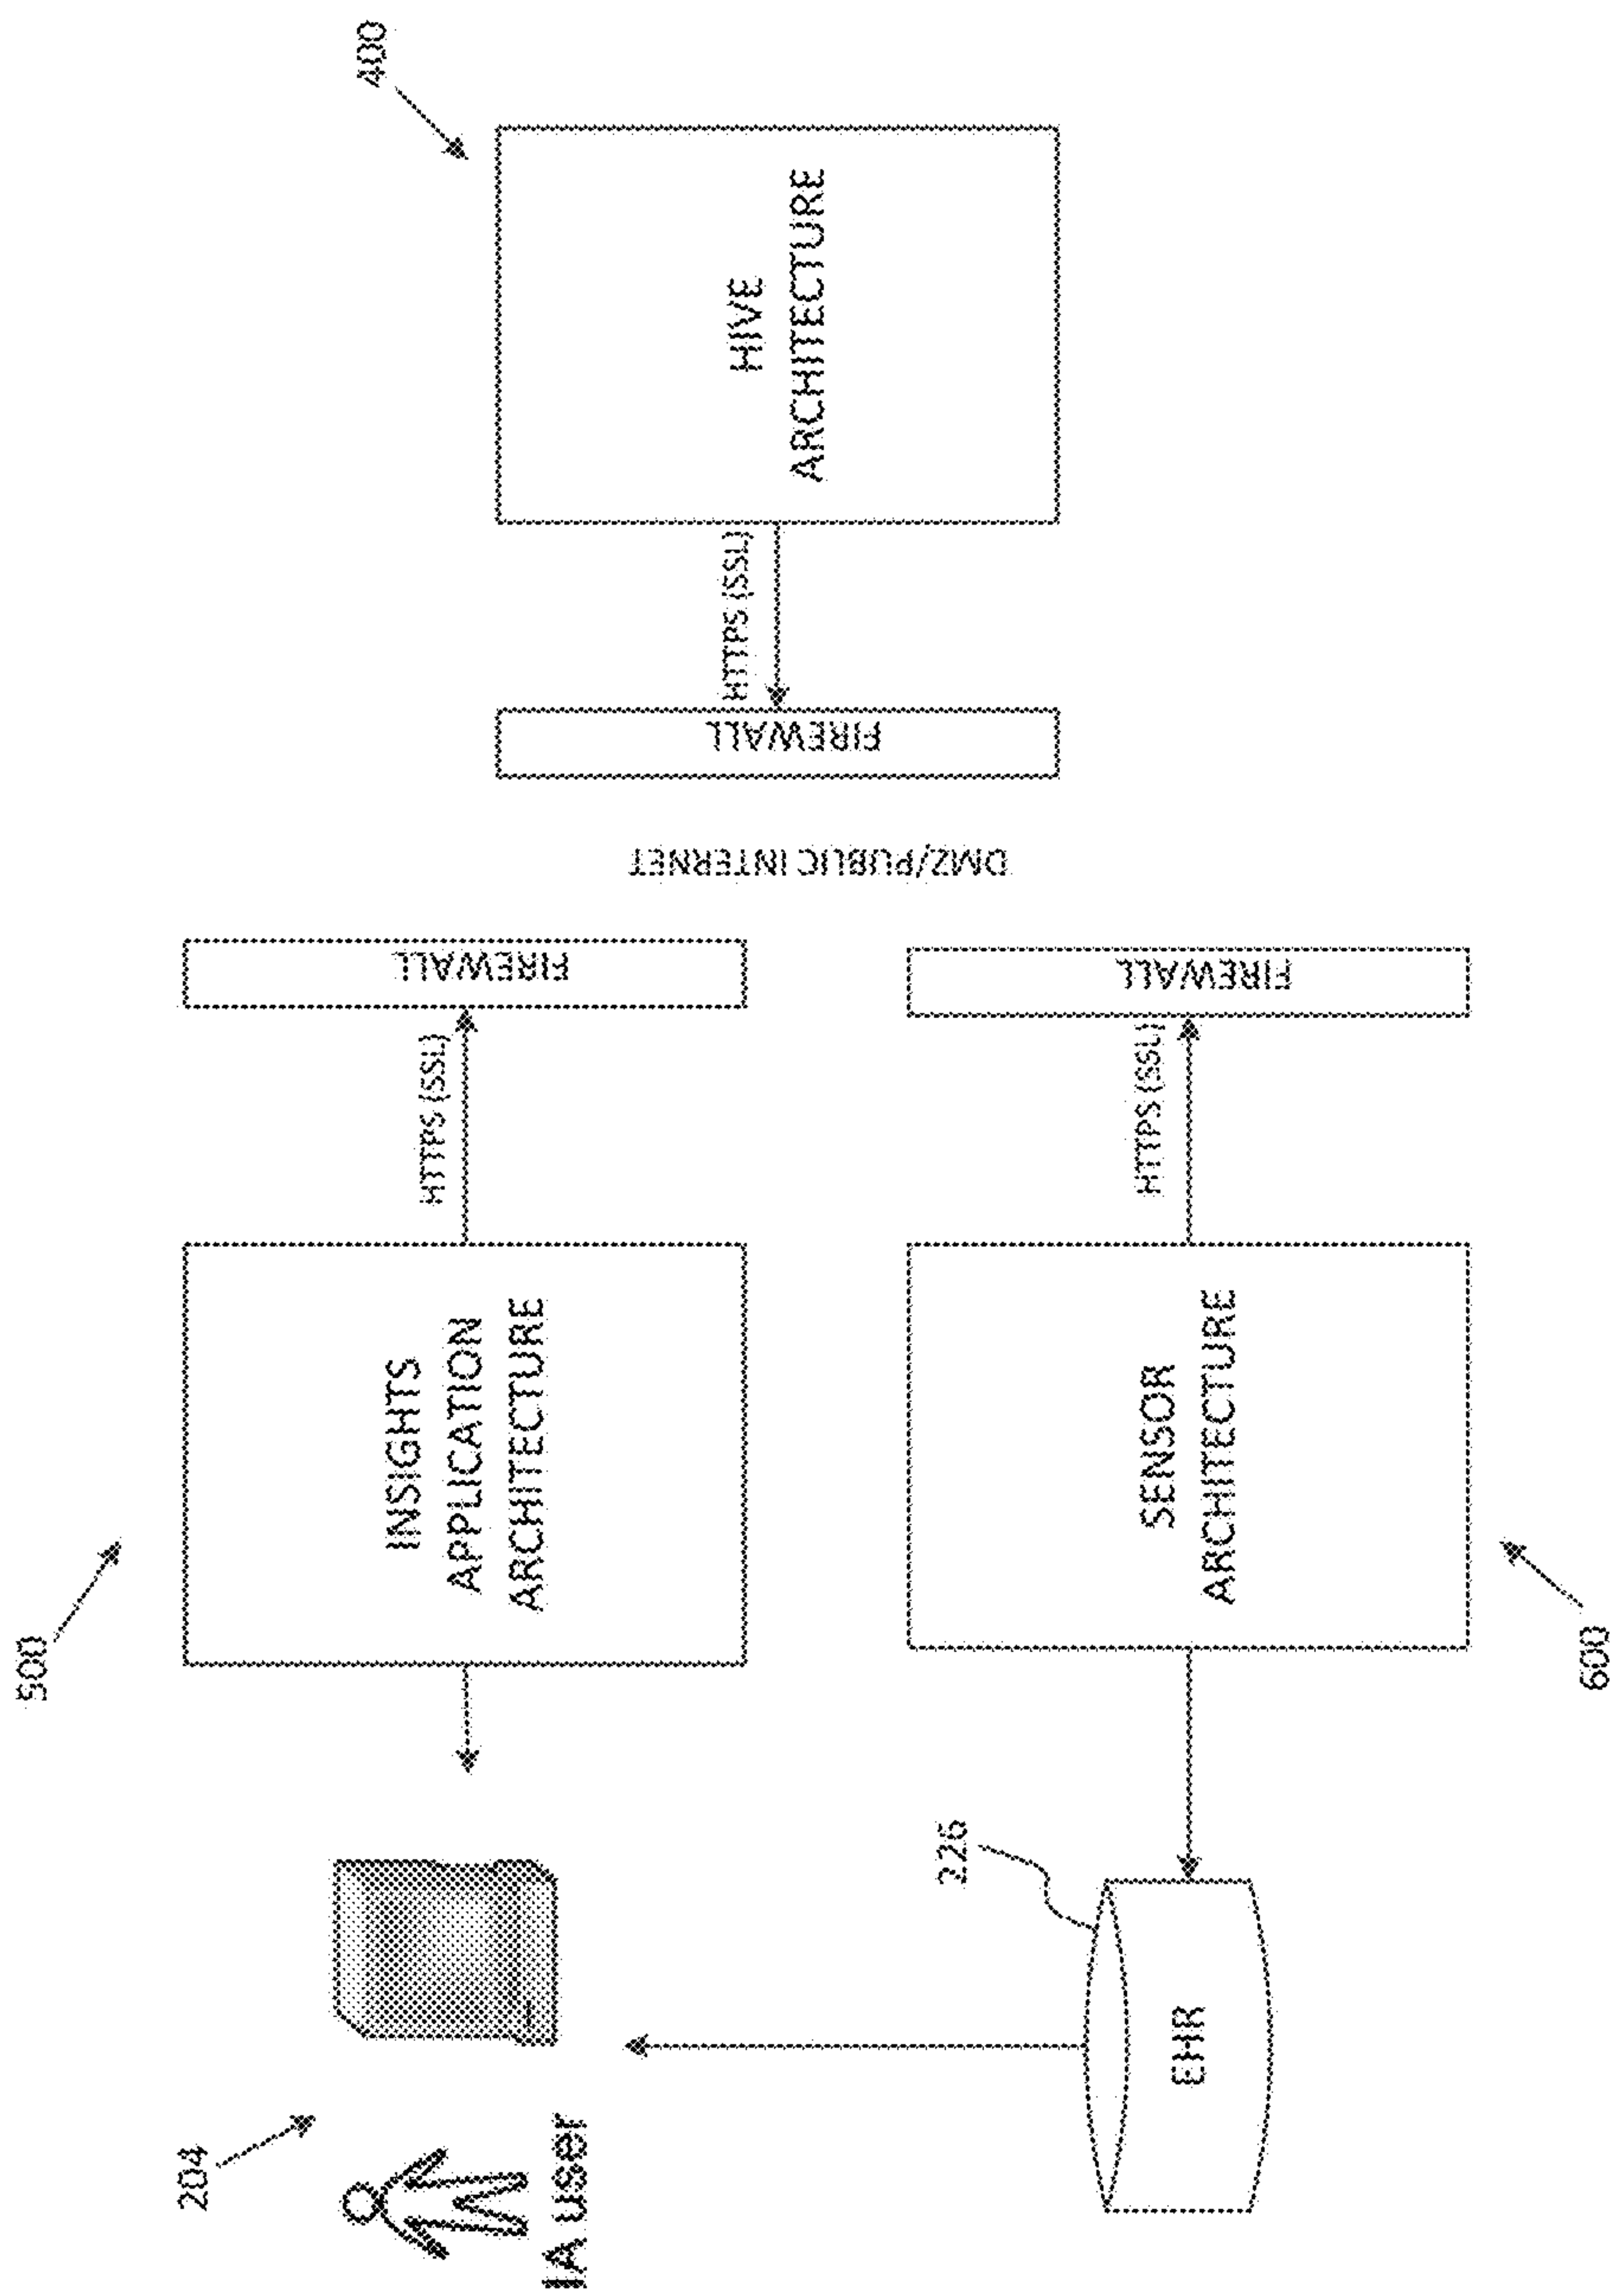 204
IA user
500
INSIGHTS
APPLICATION
ARCHITECTURE
HTTPS (SSL)
FIREWALL
326
EHR
600
SENSOR
ARCHITECTURE
HTTPS (SSL)
FIREWALL
DMZ/PUBLIC INTERNET
FIREWALL
HTTPS (SSL)
400
HIVE
ARCHITECTURE